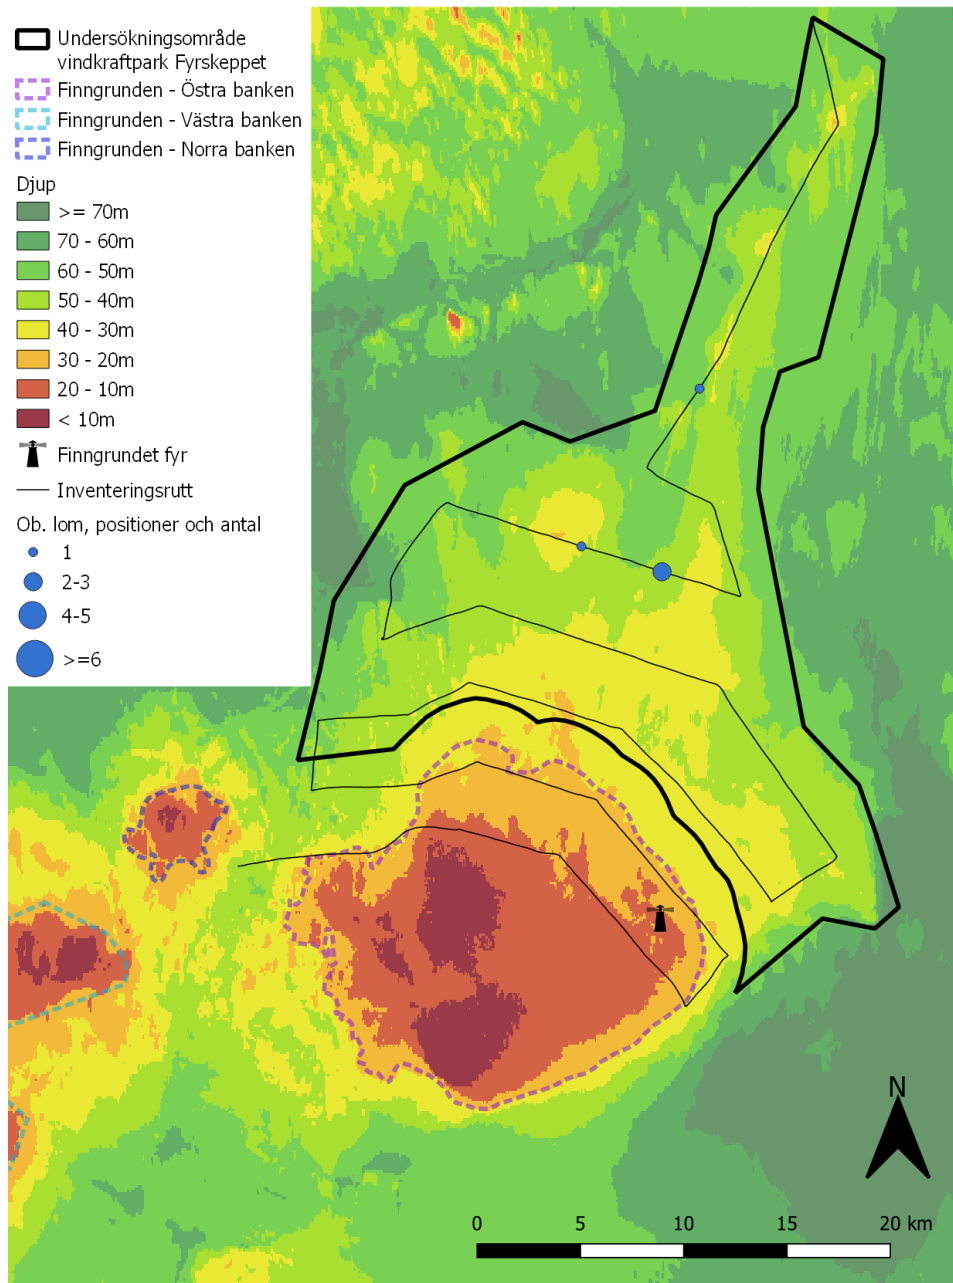 Undersökningsområde
vindkraftpark Fyrskeppet
Finngrunden - Östra banken
Finngrunden - Västra banken
Finngrunden - Norra banken
Djup
>= 70m
70 - 60m
60 - 50m
50 - 40m
40 - 30m
30 - 20m
20 - 10m
< 10m
Finngrundet fyr
Inventeringsrutt
Ob. lom, positioner och antal
1
2-3
4-5
>=6
N
0 5 10 15 20 km